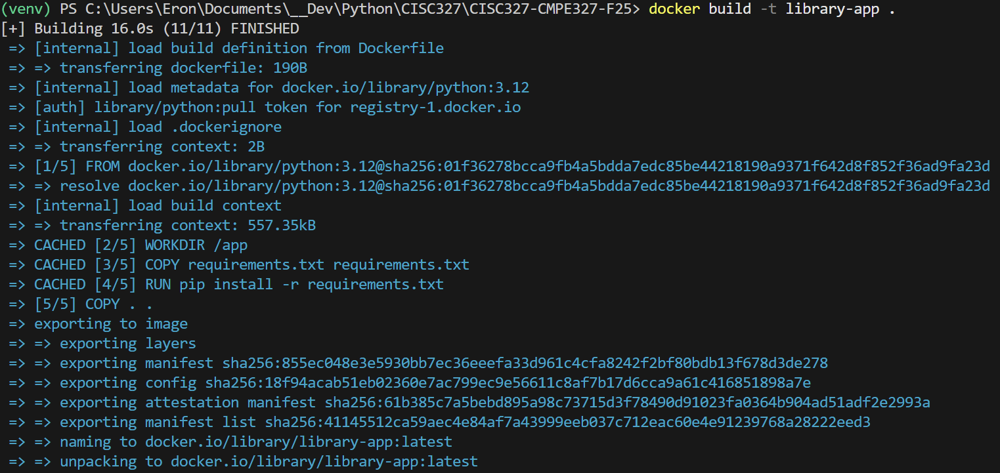 (venv) PS C:\Users\Eron\Documents\__Dev\Python\CISC327\CISC327-CMPE327-F25> docker build -t library-app .
[+] Building 16.0s (11/11) FINISHED
=> [internal] load build definition from Dockerfile
=> => transferring dockerfile: 190B
=> [internal] load metadata for docker.io/library/python:3.12
=> [auth] library/python:pull token for registry-1.docker.io
=> [internal] load .dockerignore
=> => transferring context: 2B
=> [1/5] FROM docker.io/library/python:3.12@sha256:01f36278bcca9fb4a5bdda7edc85be44218190a9371f642d8f852f36ad9fa23d
=> => resolve docker.io/library/python:3.12@sha256:01f36278bcca9fb4a5bdda7edc85be44218190a9371f642d8f852f36ad9fa23d
=> [internal] load build context
=> => transferring context: 557.35kB
=> CACHED [2/5] WORKDIR /app
=> CACHED [3/5] COPY requirements.txt requirements.txt
=> CACHED [4/5] RUN pip install -r requirements.txt
=> [5/5] COPY . .
=> exporting to image
=> => exporting layers
=> => exporting manifest sha256:855ec048e3e5930bb7ec36eeefa33d961c4cfa8242f2bf80bdb13f678d3de278
=> => exporting config sha256:18f94acab51eb02360e7ac799ec9e56611c8af7b17d6cca9a61c416851898a7e
=> => exporting attestation manifest sha256:61b385c7a5bebd895a98c73715d3f78490d91023fa0364b904ad51adf2e2993a
=> => exporting manifest list sha256:41145512ca59aec4e84af7a43999eeb037c712eac60e4e91239768a28222eed3
=> => naming to docker.io/library/library-app:latest
=> => unpacking to docker.io/library/library-app:latest